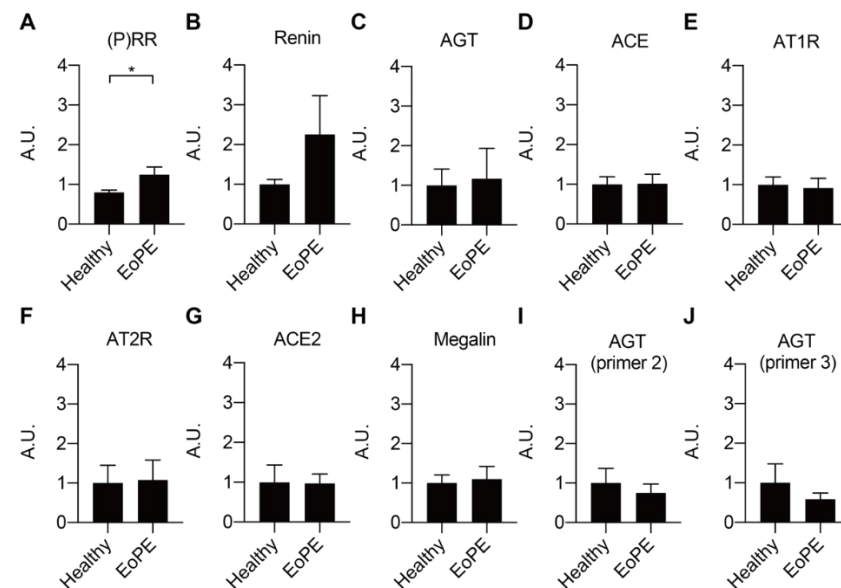 A
(P)RR
*
4
3
2
1
0
A.U.
Healthy
EoPE
B
Renin
4
3
2
1
0
A.U.
Healthy
EoPE
C
AGT
4
3
2
1
0
A.U.
Healthy
EoPE
D
ACE
4
3
2
1
0
A.U.
Healthy
EoPE
E
AT1R
4
3
2
1
0
A.U.
Healthy
EoPE
F
AT2R
4
3
2
1
0
A.U.
Healthy
EoPE
G
ACE2
4
3
2
1
0
A.U.
Healthy
EoPE
H
Megalin
4
3
2
1
0
A.U.
Healthy
EoPE
I
AGT
(primer 2)
4
3
2
1
0
A.U.
Healthy
EoPE
J
AGT
(primer 3)
4
3
2
1
0
A.U.
Healthy
EoPE